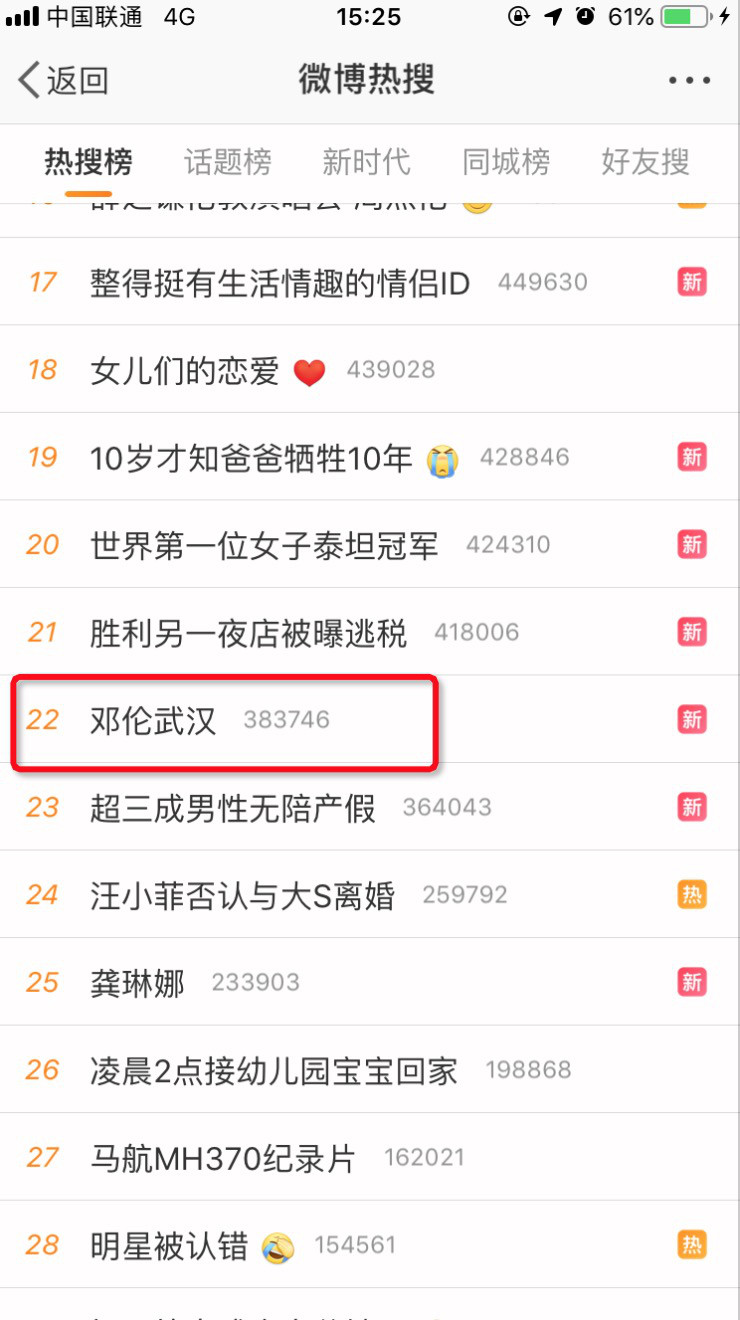 中国联通 4G 15:25 61%
返回 微博热搜
热搜榜 话题榜 新时代 同城榜 好友搜
17 整得挺有生活情趣的情侣ID 449630 新
18 女儿们的恋爱 439028
19 10岁才知爸爸牺牲10年 428846 新
20 世界第一位女子泰坦冠军 424310 新
21 胜利另一夜店被曝逃税 418006 新
22 邓伦武汉 383746 新
23 超三成男性无陪产假 364043 新
24 汪小菲否认与大S离婚 259792 热
25 龚琳娜 233903 新
26 凌晨2点接幼儿园宝宝回家 198868
27 马航MH370纪录片 162021
28 明星被认错 154561 热